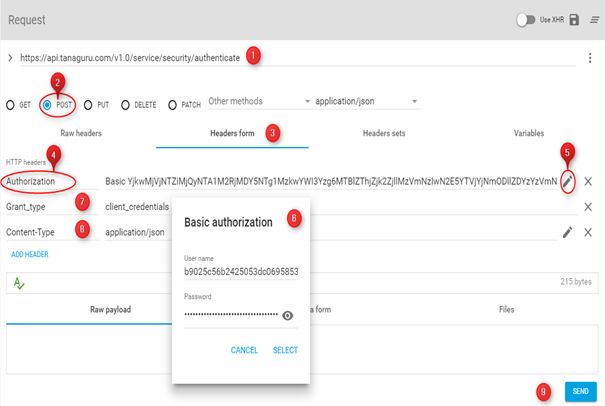 Request
Use XHR
1
https://api.tanaguru.com/v1.0/service/security/authenticate
2
GET POST PUT DELETE PATCH Other methods application/json
Raw headers Headers form 3 Headers sets Variables
4 5
HTTP headers
Authorization Basic
7
Grant_type client_credentials
8
Content-Type application/json
ADD HEADER
Basic authorization 6
User name
b9025c56b2425053dc0695853
Password
••••••••••••••••••••••••••••••••
CANCEL SELECT
215 bytes
Raw payload a form Files
9 SEND